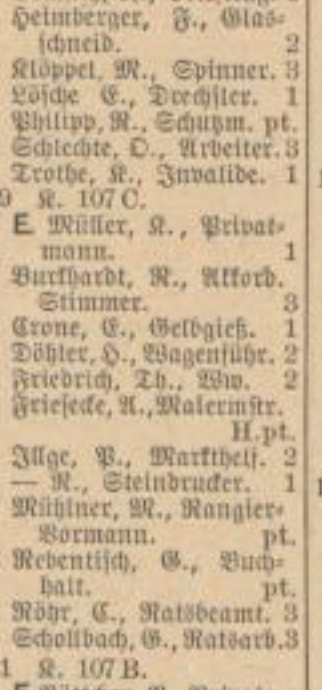 Heimberger, F., Glas-
schneid. 2
Klöppel, M., Spinner. 3
Lösche E., Drechsler. 1
Philipp, R., Schutzm. pt.
Schlechte, O., Arbeiter. 3
Trothe, K., Invalide. 1
9 K. 107 C.
E Müller, K., Privat-
mann. 1
Burkhardt, R., Akkord.
Stimmer. 3
Crone, E., Gelbgieß. 1
Döhler, H., Wagenführ. 2
Friedrich, Th., Ww. 2
Friesecke, A., Malermstr.
H.pt.
Illge, P., Markthelf. 2
— R., Steindrucker. 1
Mühlner, M., Rangier-
Vormann. pt.
Rebentisch, G., Buch-
halt. pt.
Röhr, C., Ratsbeamt. 3
Schollbach, G., Ratsarb. 3
1 K. 107 B.